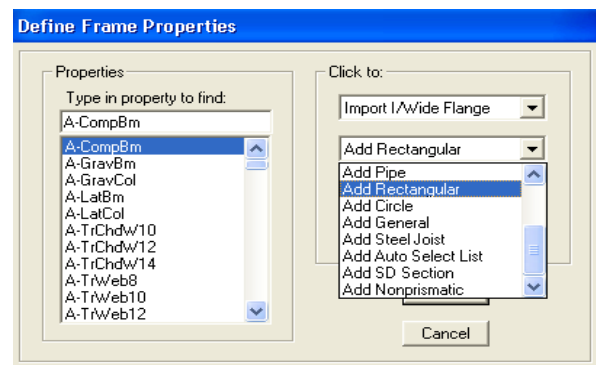 Define Frame Properties
Properties
Type in property to find:
A-CompBm
A-CompBm
A-GravBm
A-GravCol
A-LatBm
A-LatCol
A-TrChdW10
A-TrChdW12
A-TrChdW14
A-TrWeb8
A-TrWeb10
A-TrWeb12
Click to:
Import I/Wide Flange
Add Rectangular
Add Pipe
Add Rectangular
Add Circle
Add General
Add Steel Joist
Add Auto Select List
Add SD Section
Add Nonprismatic
Cancel